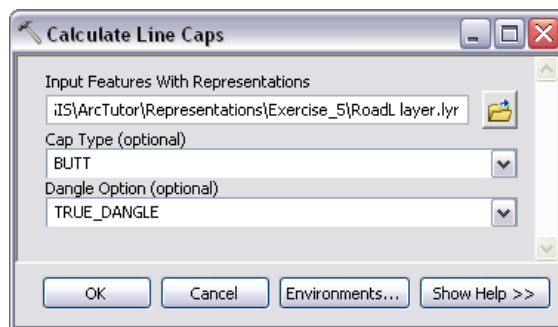 Calculate Line Caps
Input Features With Representations
iIS\ArcTutor\Representations\Exercise_5\RoadL layer.lyr
Cap Type (optional)
BUTT
Dangle Option (optional)
TRUE_DANGLE
OK Cancel Environments... Show Help >>